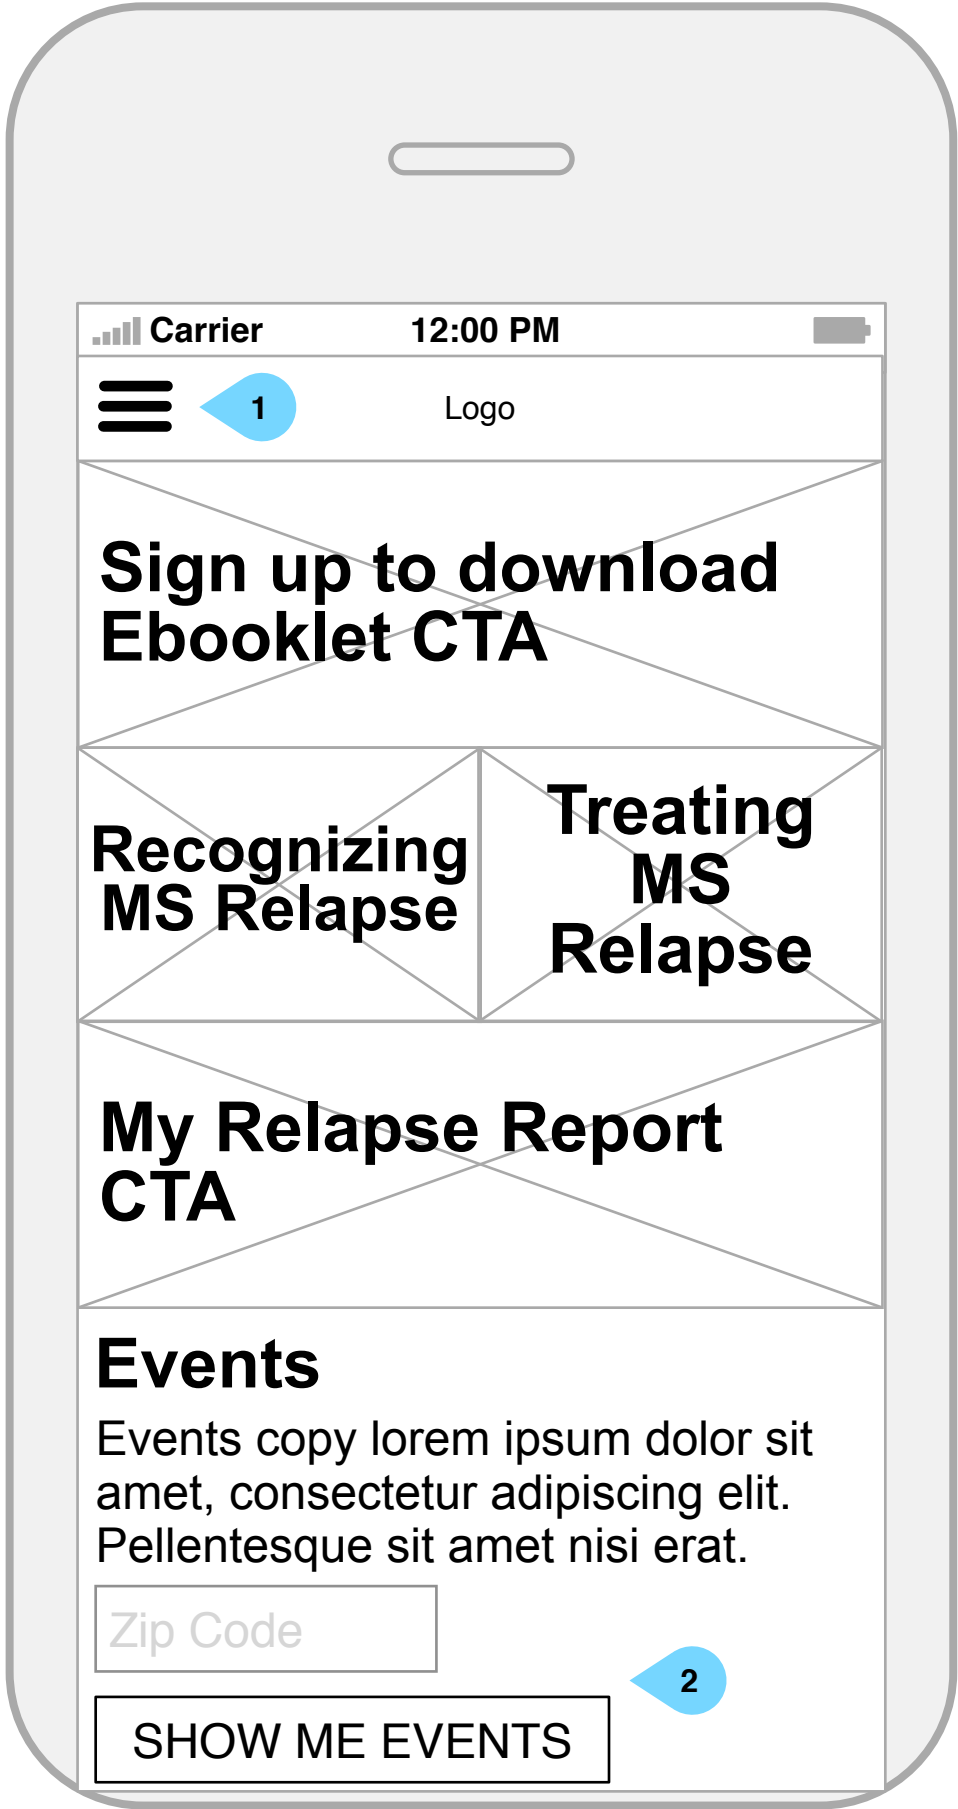 Carrier 12:00 PM
1 Logo
Sign up to download
Ebooklet CTA
Recognizing
MS Relapse
Treating
MS
Relapse
My Relapse Report
CTA
Events
Events copy lorem ipsum dolor sit
amet, consectetur adipiscing elit.
Pellentesque sit amet nisi erat.
Zip Code
2
SHOW ME EVENTS